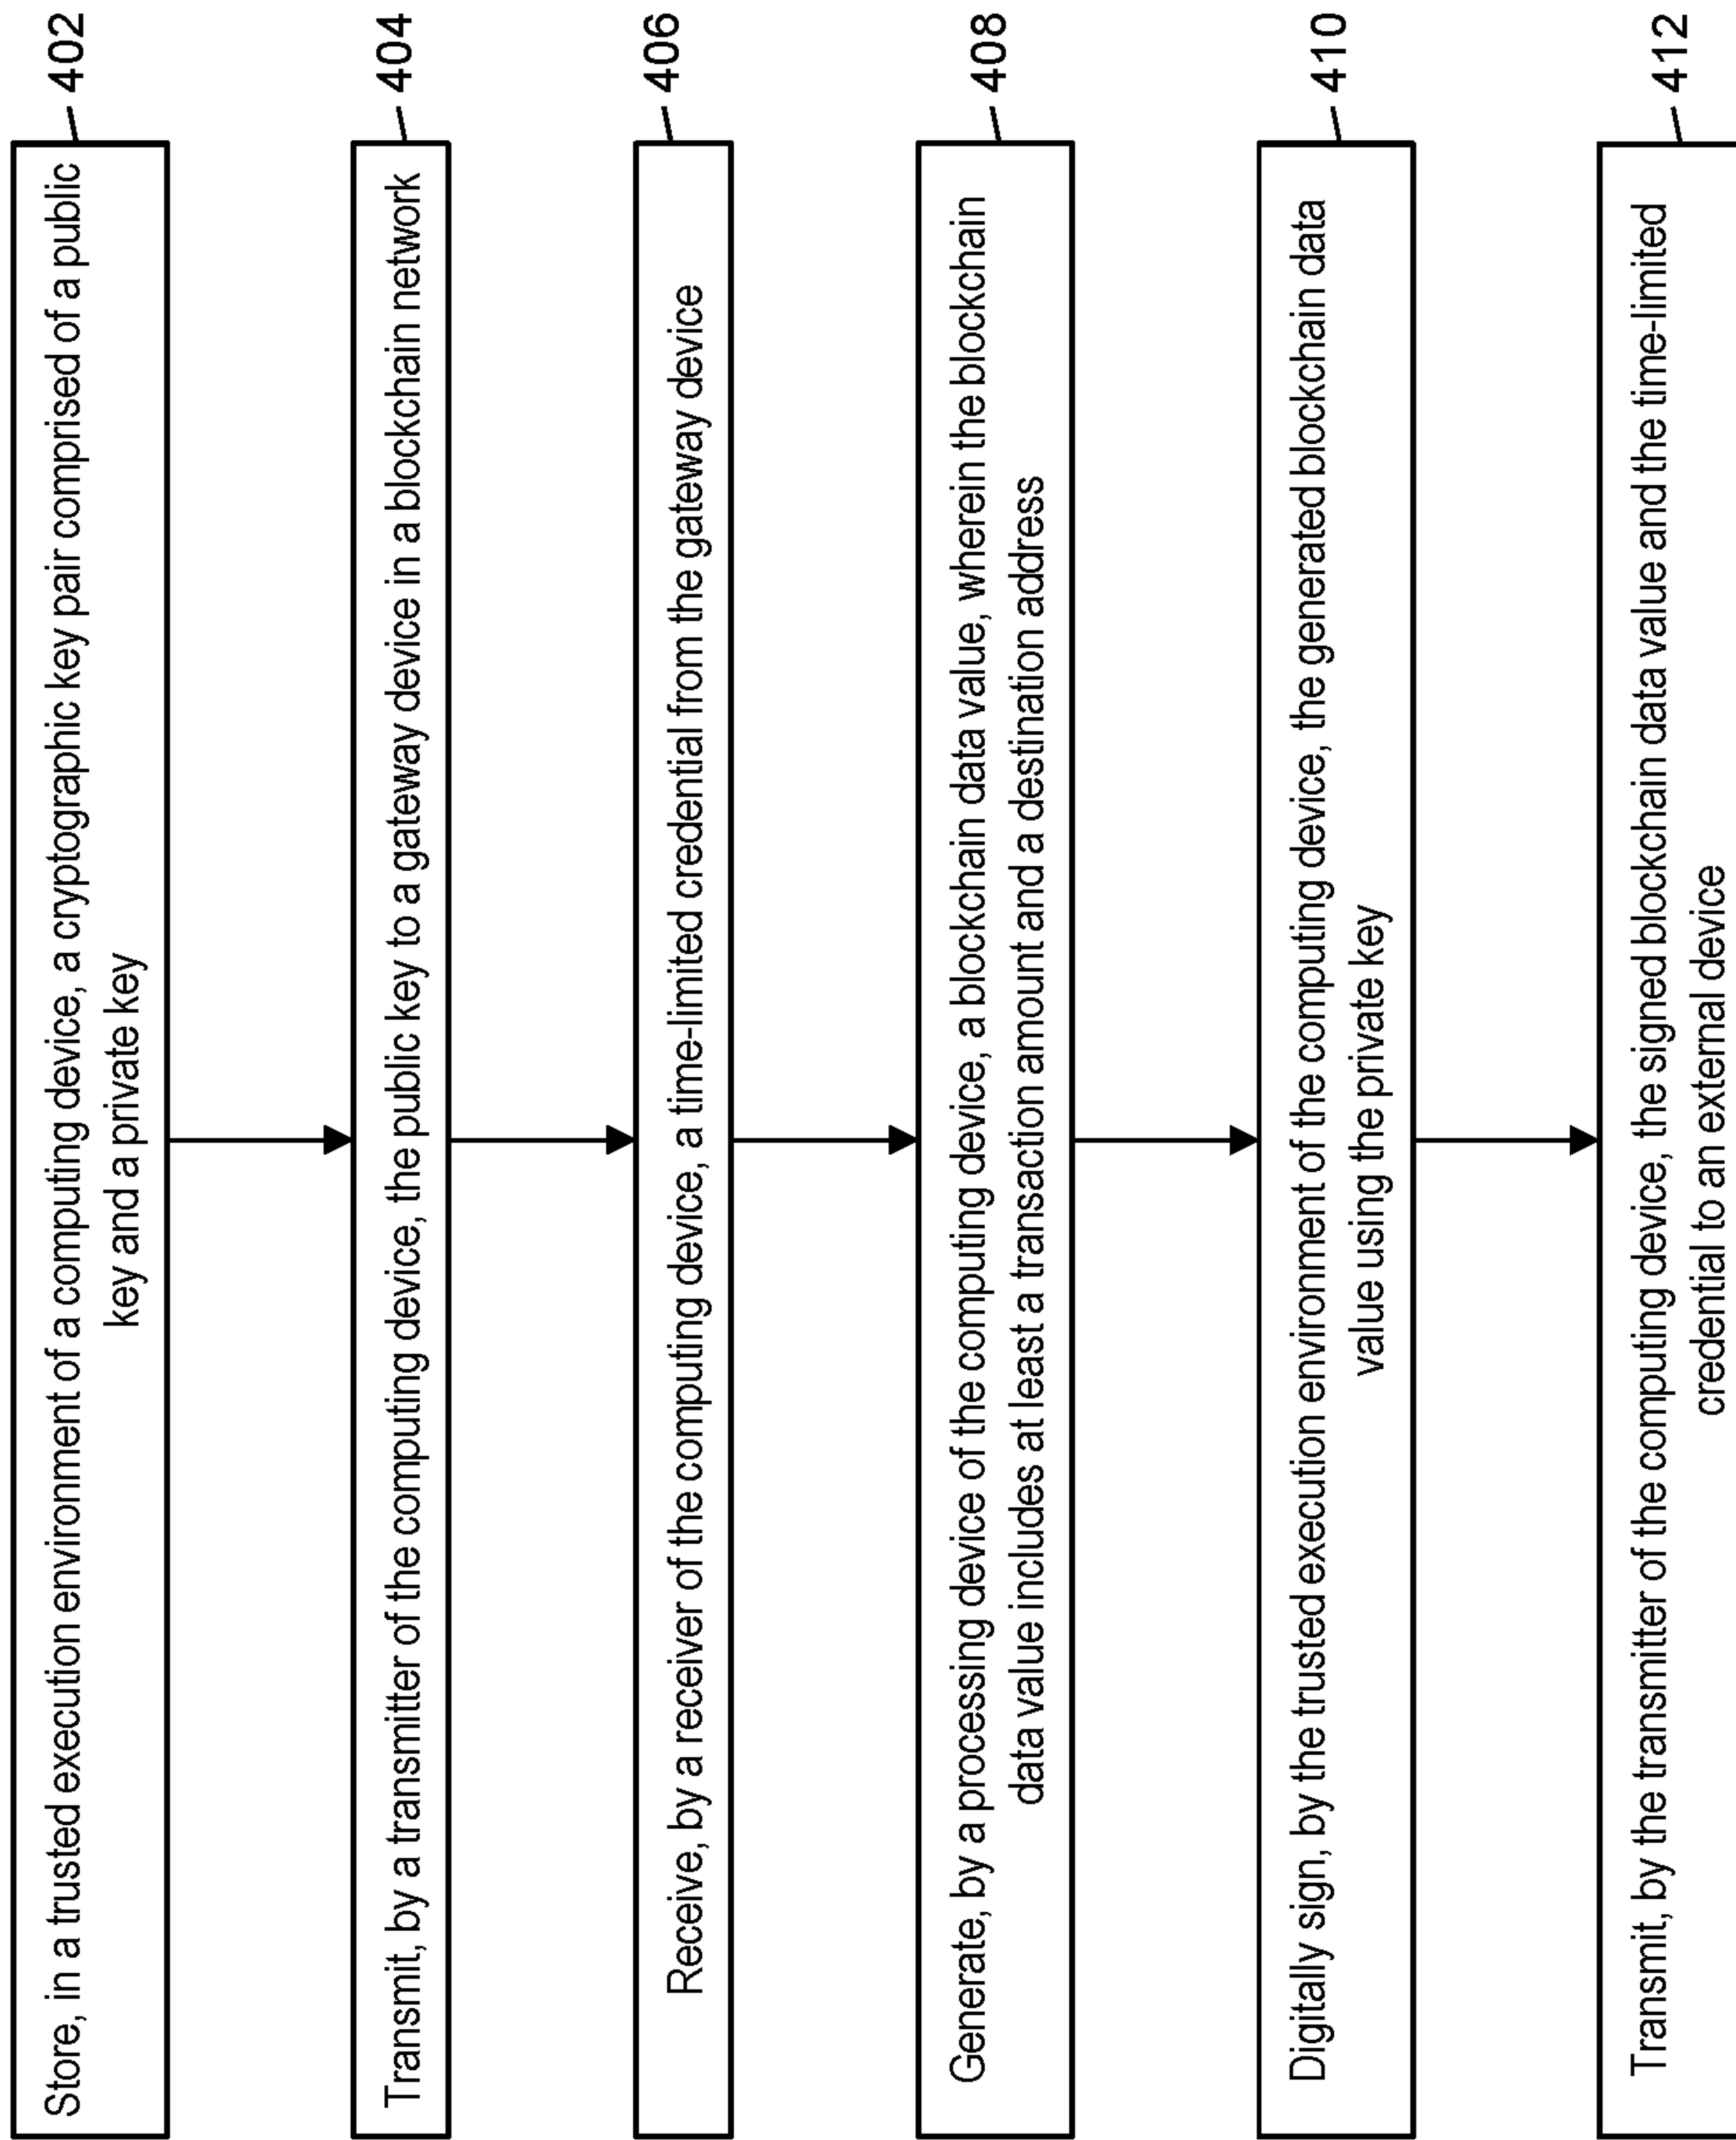 402
Store, in a trusted execution environment of a computing device, a cryptographic key pair comprised of a public
key and a private key
404
Transmit, by a transmitter of the computing device, the public key to a gateway device in a blockchain network
406
Receive, by a receiver of the computing device, a time-limited credential from the gateway device
408
Generate, by a processing device of the computing device, a blockchain data value, wherein the blockchain
data value includes at least a transaction amount and a destination address
410
Digitally sign, by the trusted execution environment of the computing device, the generated blockchain data
value using the private key
412
Transmit, by the transmitter of the computing device, the signed blockchain data value and the time-limited
credential to an external device